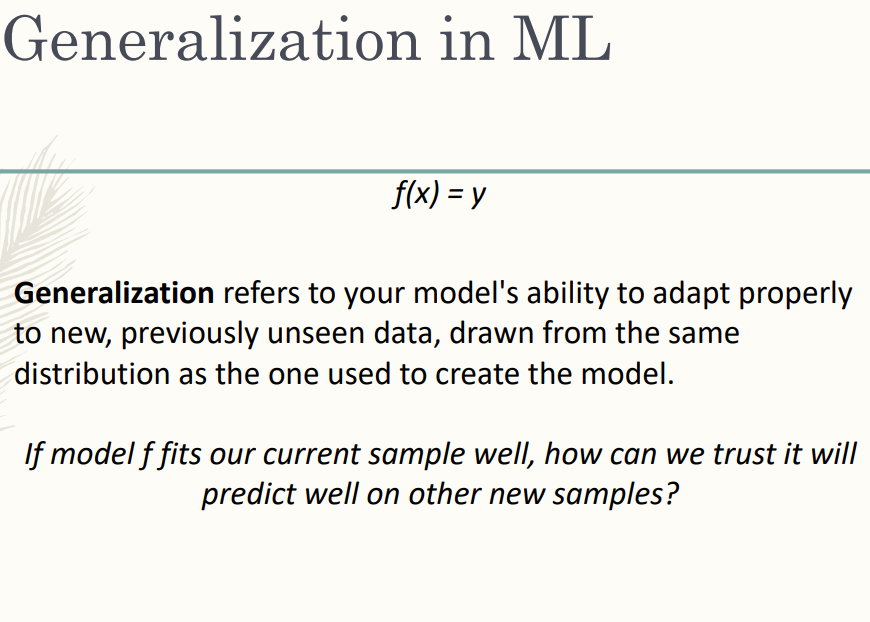 Generalization in ML
f(x) = y
Generalization refers to your model's ability to adapt properly
to new, previously unseen data, drawn from the same
distribution as the one used to create the model.
If model f fits our current sample well, how can we trust it will
predict well on other new samples?